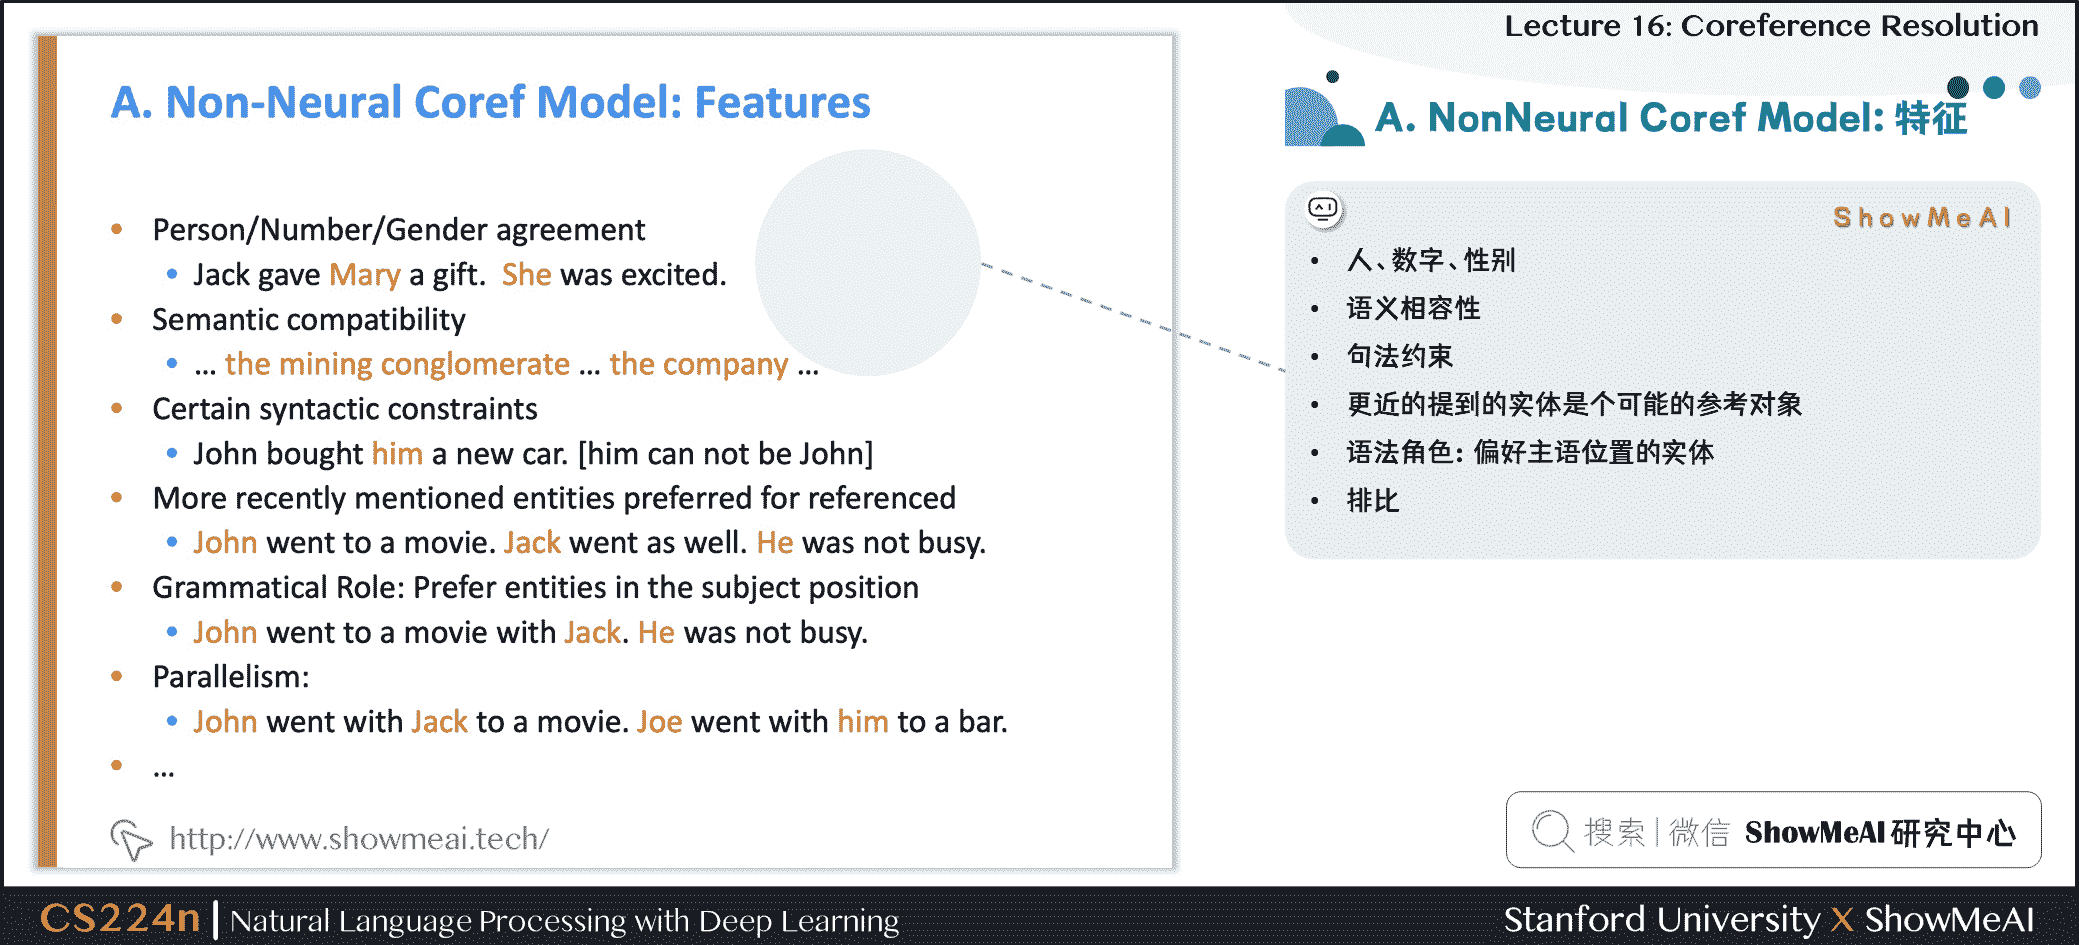 Lecture 16: Coreference Resolution
A. Non-Neural Coref Model: Features
• Person/Number/Gender agreement
• Jack gave Mary a gift. She was excited.
• Semantic compatibility
• ... the mining conglomerate ... the company ...
• Certain syntactic constraints
• John bought him a new car. [him can not be John]
• More recently mentioned entities preferred for referenced
• John went to a movie. Jack went as well. He was not busy.
• Grammatical Role: Prefer entities in the subject position
• John went to a movie with Jack. He was not busy.
• Parallelism:
• John went with Jack to a movie. Joe went with him to a bar.
• ...
http://www.showmeai.tech/
A. NonNeural Coref Model: 特征
ShowMeAI
• 人、数字、性别
• 语义相容性
• 句法约束
• 更近的提到的实体是个可能的参考对象
• 语法角色: 偏好主语位置的实体
• 排比
搜索 | 微信 ShowMeAI 研究中心
CS224n | Natural Language Processing with Deep Learning
Stanford University X ShowMeAI